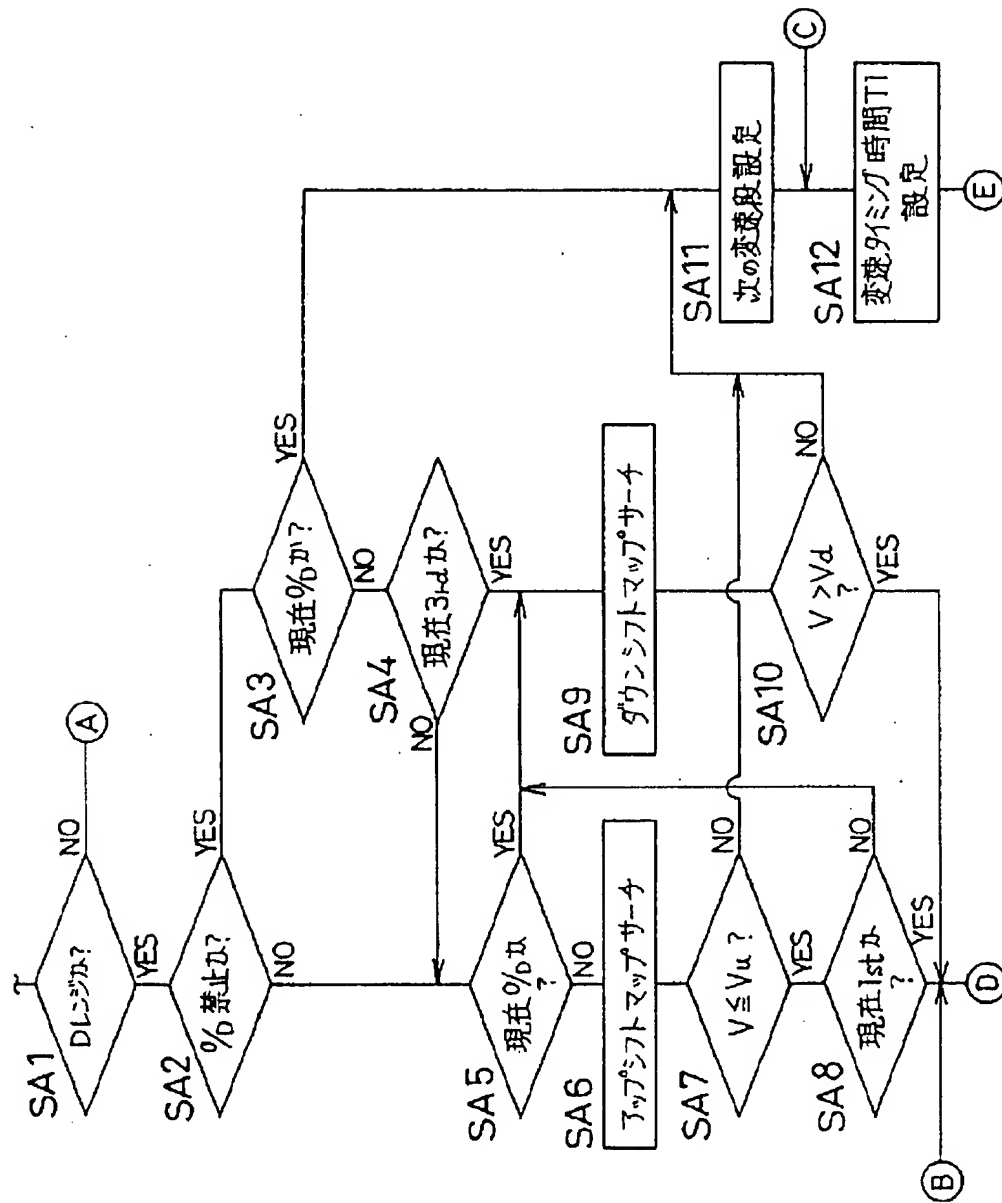 SA1
Dレンジか?
NO
A
YES
SA2
O/D禁止か?
YES
NO
SA3
現在O/Dか?
YES
NO
SA4
現在3rdか?
NO
YES
SA5
現在O/Dか
?
YES
NO
SA6
アップシフトマップサーチ
SA7
V≦Vu?
NO
YES
SA8
現在1stか
?
NO
YES
B
D
SA9
ダウンシフトマップサーチ
SA10
V>Vd
?
NO
YES
SA11
次の変速段設定
C
SA12
変速タイミング時間T1
設定
E